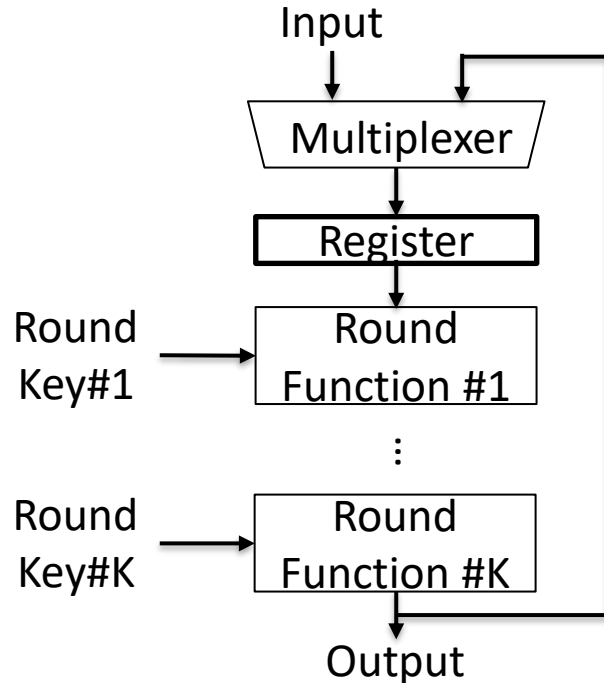 Input
Multiplexer
Register
Round
Key#1
Round
Function #1
...
Round
Key#K
Round
Function #K
Output